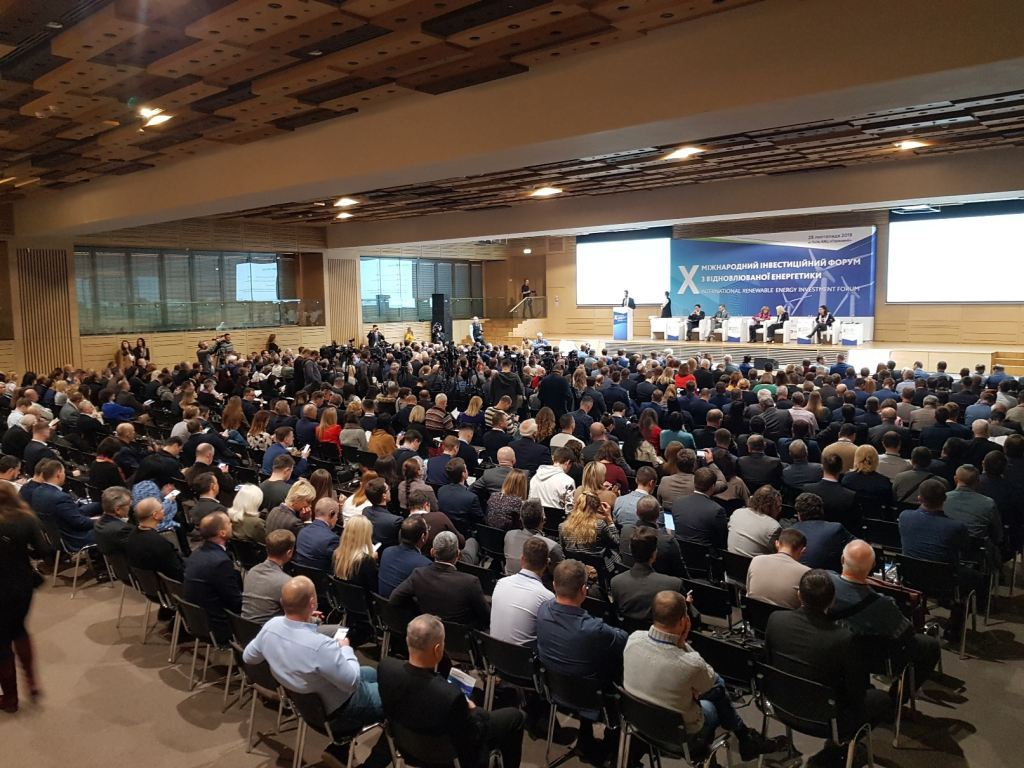 X
МІЖНАРОДНИЙ ІНВЕСТИЦІЙНИЙ ФОРУМ
З ВІДНОВЛЮВАНОЇ ЕНЕРГЕТИКИ
INTERNATIONAL RENEWABLE ENERGY INVESTMENT FORUM